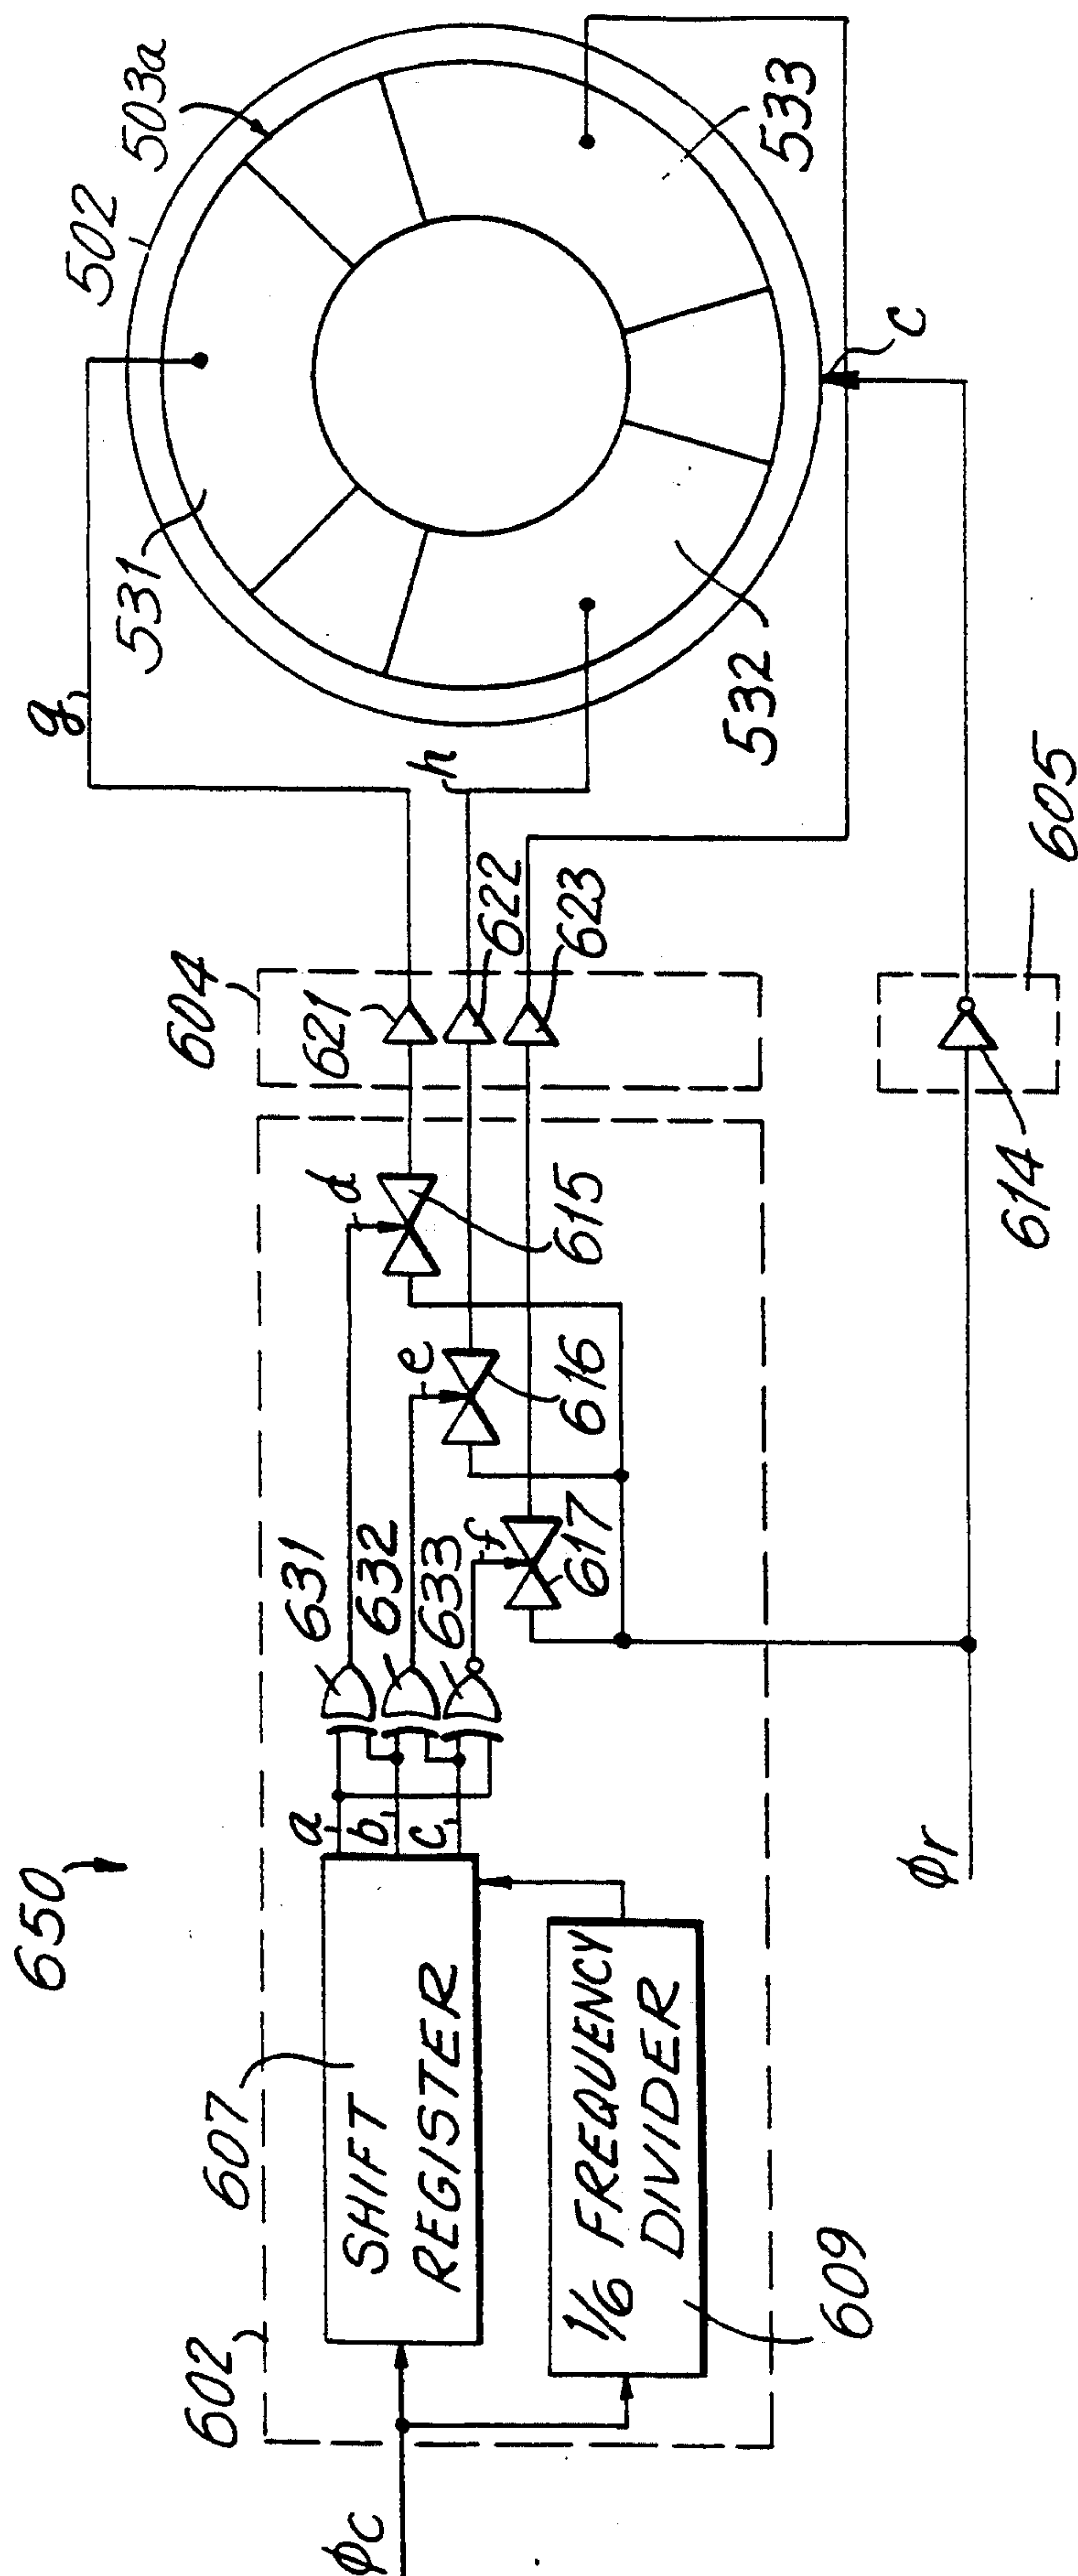 650
602
607
SHIFT
REGISTER
1/6 FREQUENCY
DIVIDER
609
ϕc
ϕr
a
b
c
631
632
633
d
e
f
615
616
617
604
621
622
623
605
614
g
h
c
502
503a
531
532
533